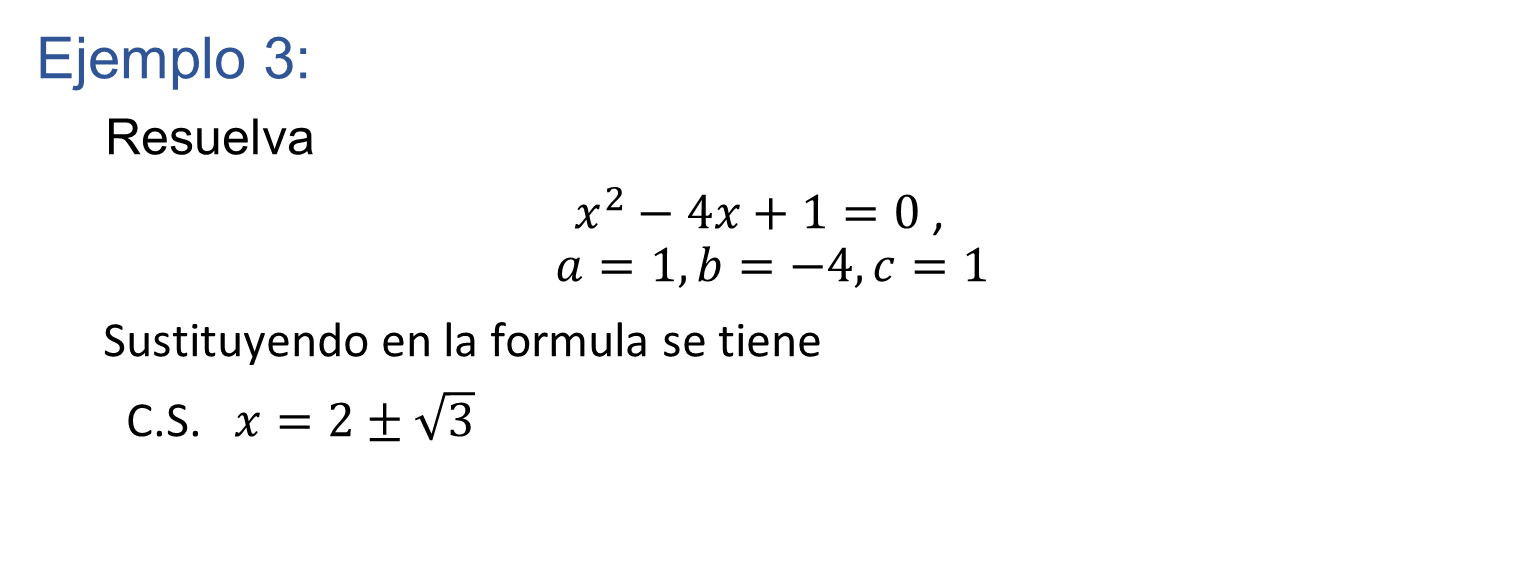 Ejemplo 3:
Resuelva
x² − 4x + 1 = 0 ,
a = 1, b = −4, c = 1
Sustituyendo en la formula se tiene
C.S. x = 2 ± √3